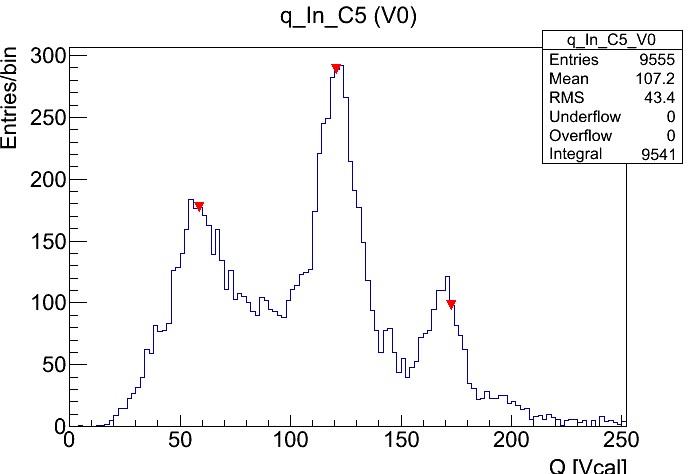 q_In_C5 (V0)
q_In_C5_V0
Entries 9555
Mean 107.2
RMS 43.4
Underflow 0
Overflow 0
Integral 9541
Entries/bin
300
250
200
150
100
50
0
0 50 100 150 200 250
Q [Vcal]